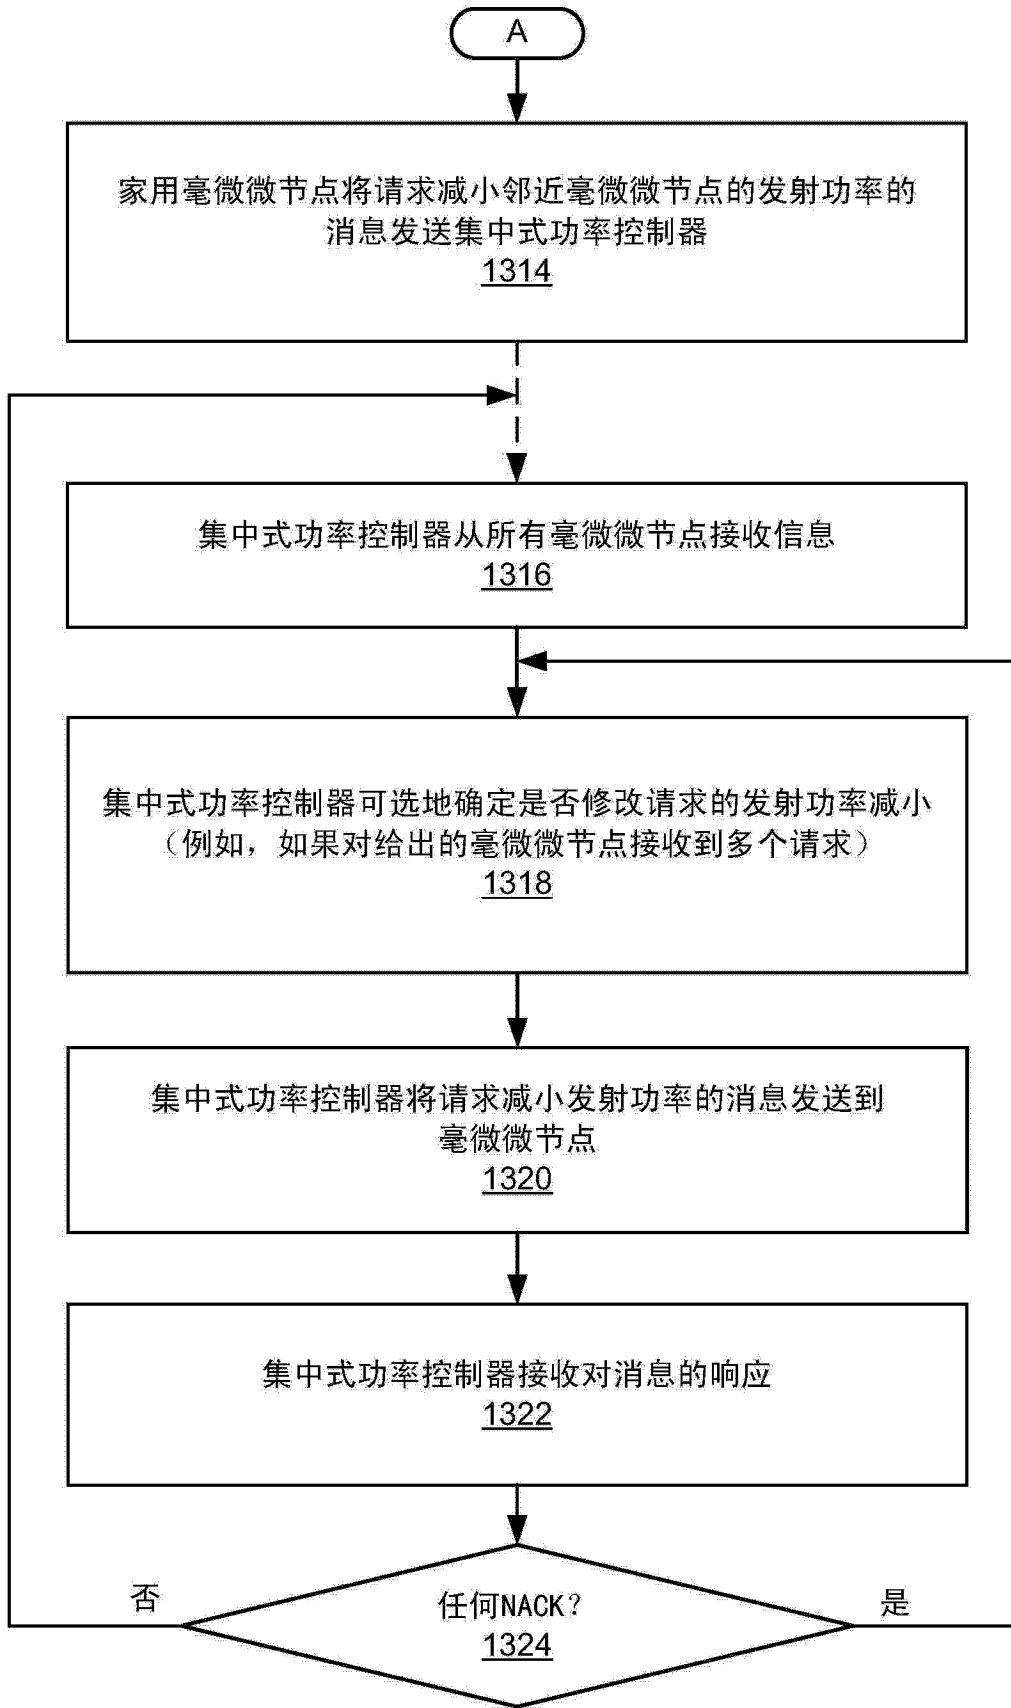 A
家用毫微微节点将请求减小邻近毫微微节点的发射功率的
消息发送集中式功率控制器
1314
集中式功率控制器从所有毫微微节点接收信息
1316
集中式功率控制器可选地确定是否修改请求的发射功率减小
（例如，如果对给出的毫微微节点接收到多个请求）
1318
集中式功率控制器将请求减小发射功率的消息发送到
毫微微节点
1320
集中式功率控制器接收对消息的响应
1322
否
任何NACK？
是
1324